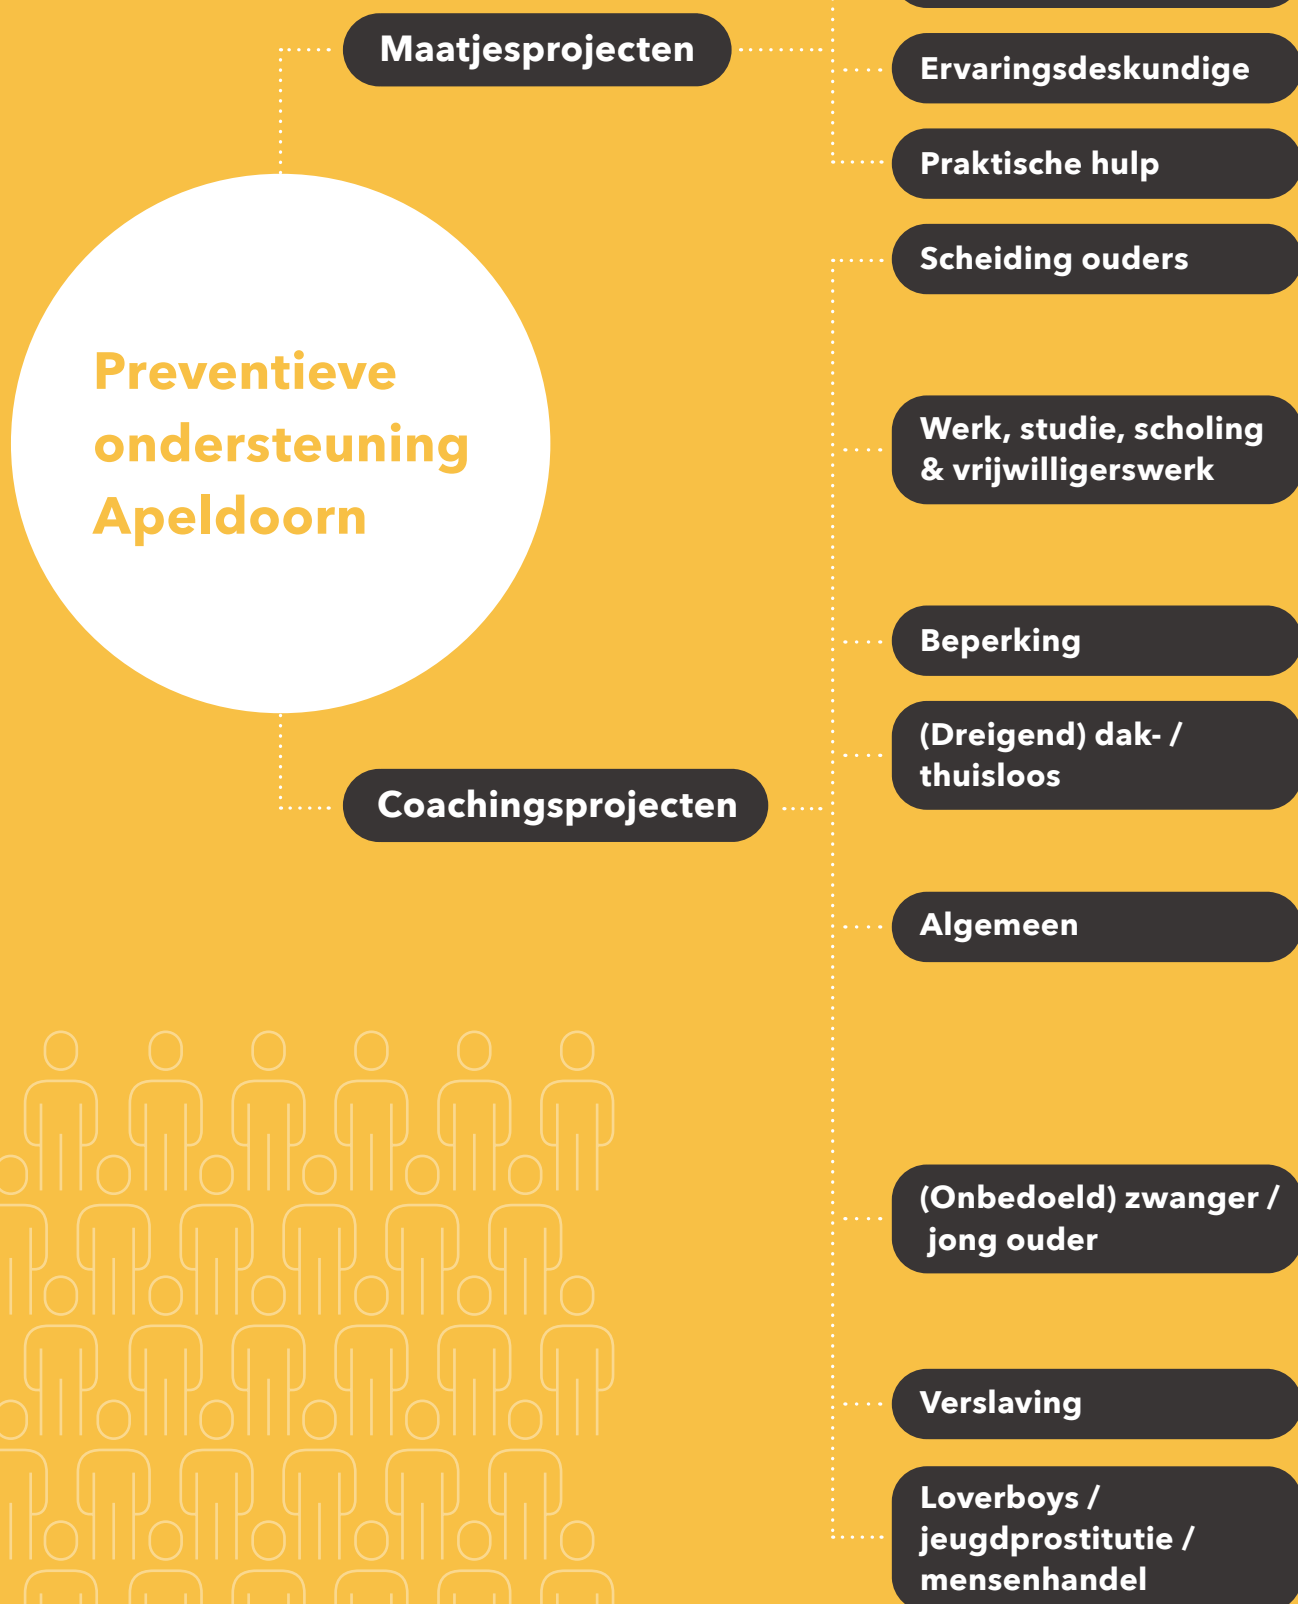 Maatjesprojecten
Ervaringsdeskundige
Praktische hulp
Scheiding ouders
Preventieve
ondersteuning
Apeldoorn
Werk, studie, scholing
& vrijwilligerswerk
Beperking
(Dreigend) dak- /
thuisloos
Coachingsprojecten
Algemeen
(Onbedoeld) zwanger /
jong ouder
Verslaving
Loverboys /
jeugdprostitutie /
mensenhandel